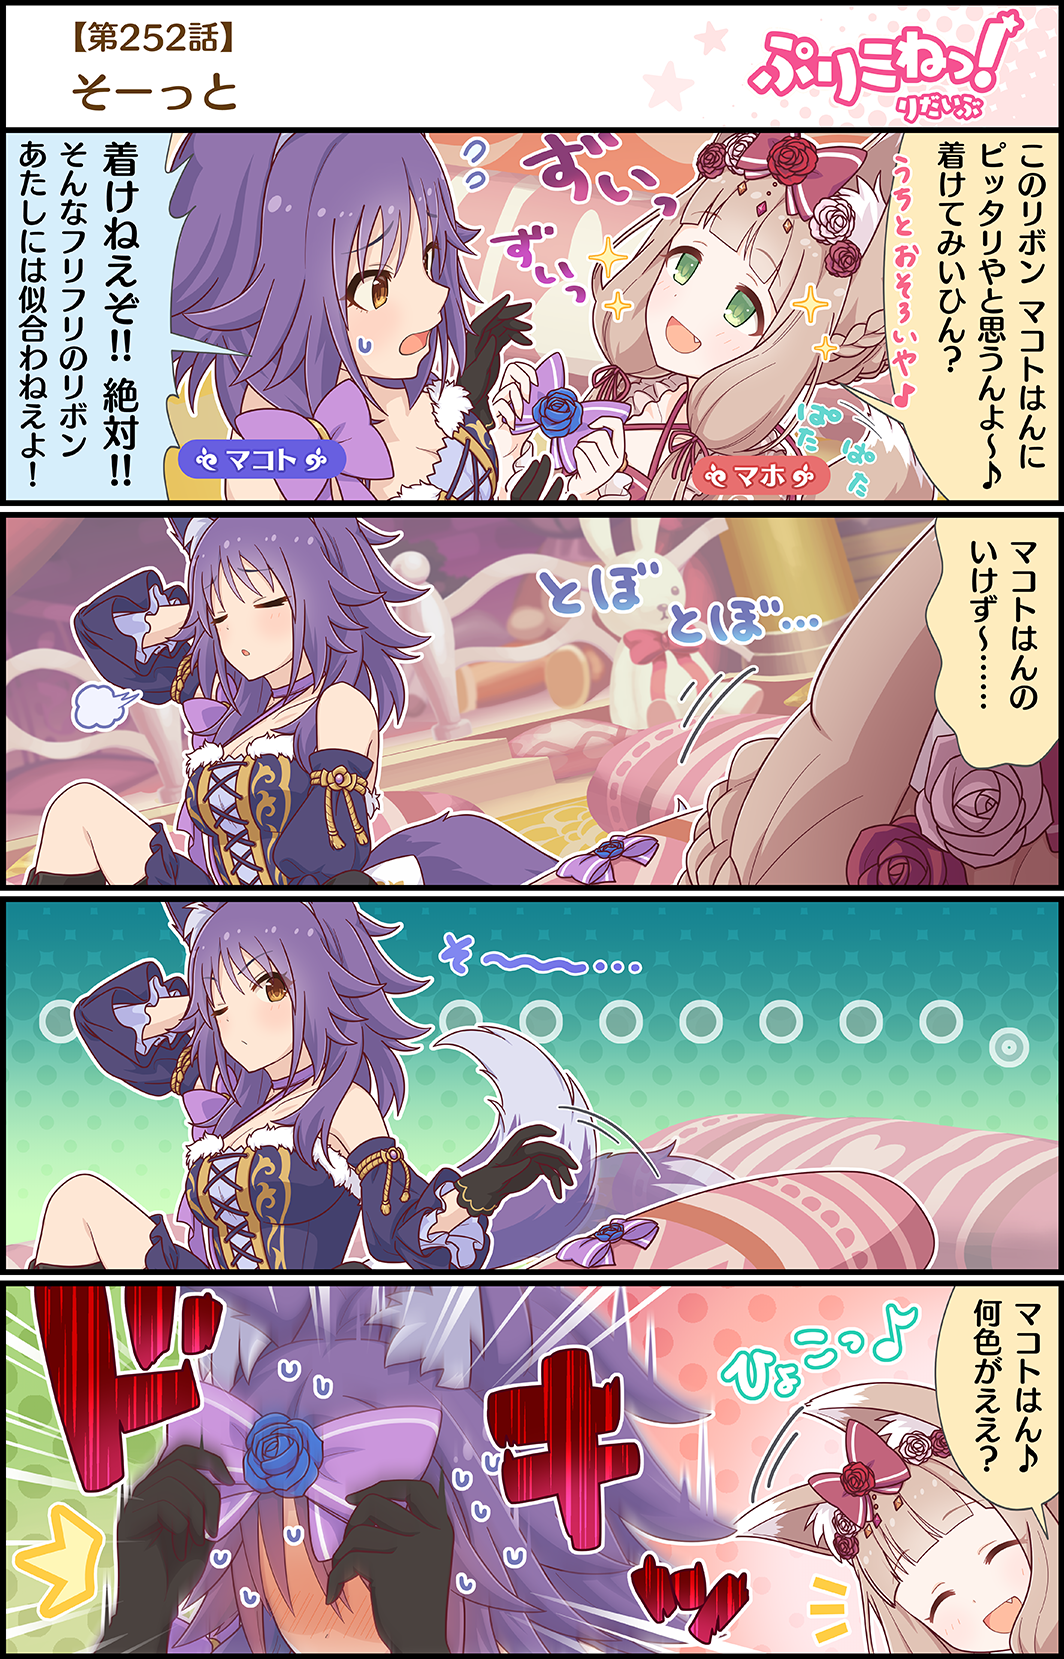 【第252話】
そーっと
ぷりこねっ!
りだいぶ
このリボン マコトはんに
ピッタリやと思うんよ〜♪
着けてみいひん?
うちとおそろいや♪
ずいっ
ずいっ
ぱた
ぱた
マホ
着けねえぞ!! 絶対!!
そんなフリフリのリボン
あたしには似合わねえよ!
マコト
マコトはんの
いけず〜……
とぼ
とぼ…
そ〜〜…
マコトはん♪
何色がええ?
ひょこっ♪
ドキッ